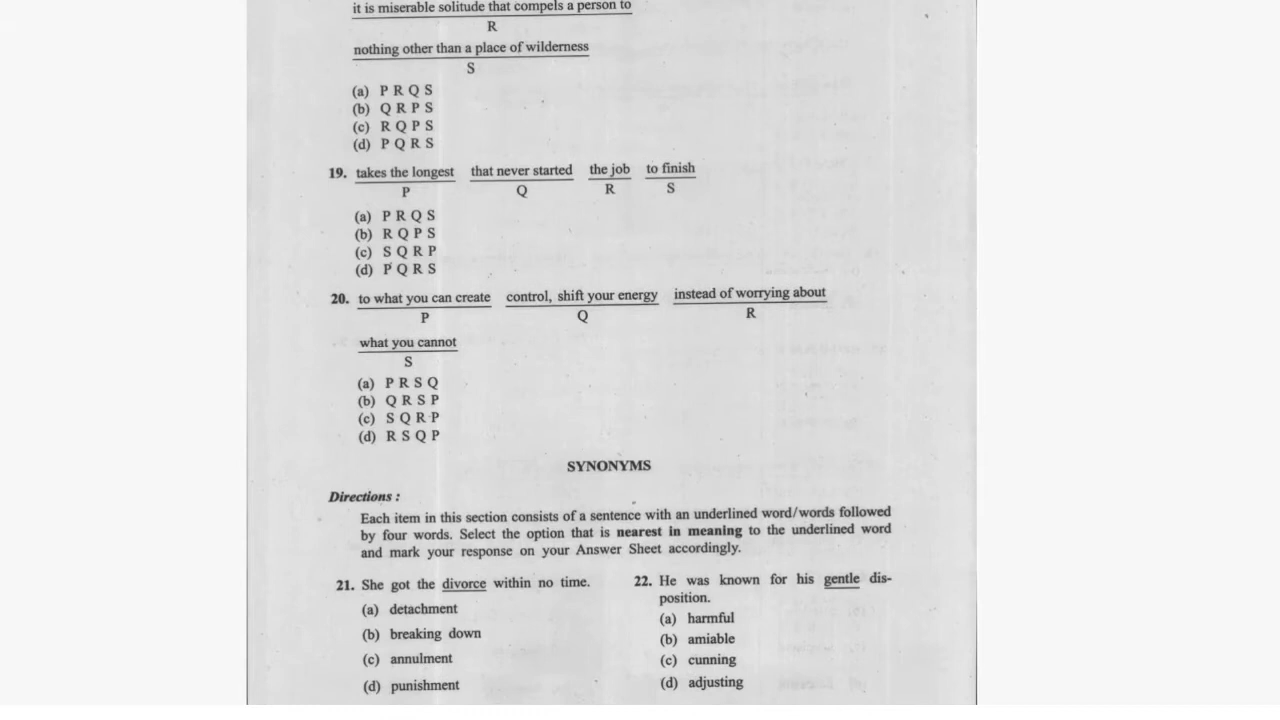 it is miserable solitude that compels a person to
R
nothing other than a place of wilderness
S
(a) P R Q S
(b) Q R P S
(c) R Q P S
(d) P Q R S
19. takes the longest that never started the job to finish
P Q R S
(a) P R Q S
(b) R Q P S
(c) S Q R P
(d) P Q R S
20. to what you can create control, shift your energy instead of worrying about
P Q R
what you cannot
S
(a) P R S Q
(b) Q R S P
(c) S Q R P
(d) R S Q P
SYNONYMS
Directions :
Each item in this section consists of a sentence with an underlined word/words followed
by four words. Select the option that is nearest in meaning to the underlined word
and mark your response on your Answer Sheet accordingly.
21. She got the divorce within no time.
(a) detachment
(b) breaking down
(c) annulment
(d) punishment
22. He was known for his gentle dis-
position.
(a) harmful
(b) amiable
(c) cunning
(d) adjusting